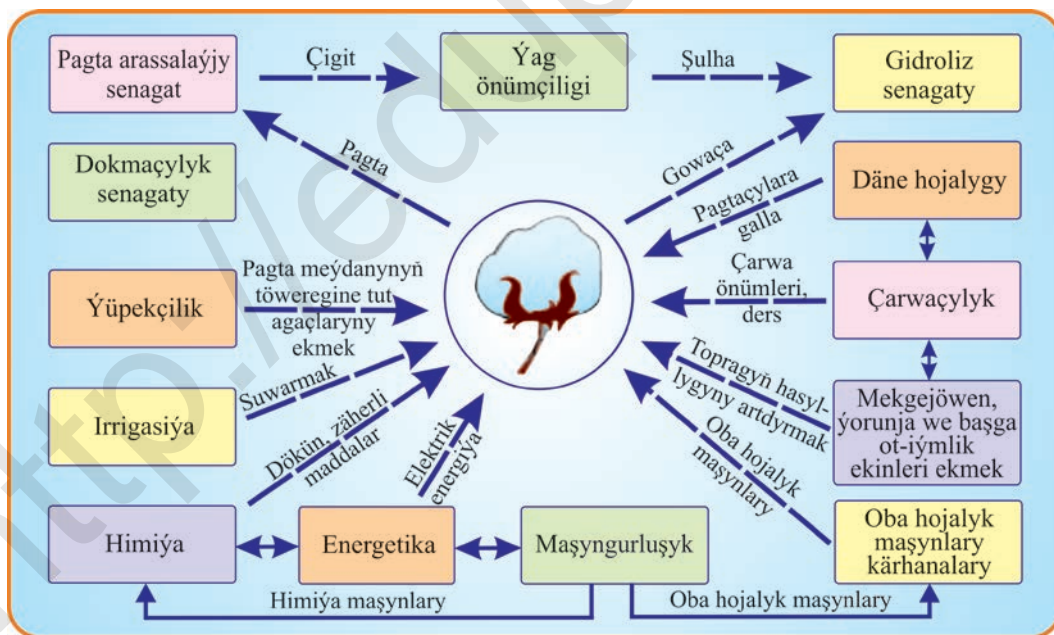 Pagta arassalaýjy
senagat
Çigit
Ýag
önümçiligi
Şulha
Gidroliz
senagaty
Dokmaçylyk
senagaty
Pagta
Gowaça
Pagtaçylara
galla
Däne hojalygy
Ýüpekçilik
Pagta meýdanynyň
töweregine tut
agaçlaryny
ekmek
Çarwa
önümleri,
ders
Çarwaçylyk
Irrigasiýa
Suwarmak
Topragyň hasyl-
lygyny artdyrmak
Mekgejöwen,
ýorunja we başga
ot-iýmlik
ekinleri ekmek
Dökün, zäherli
maddalar
Elektrik
energiýa
Oba hojalyk
maşynlary
Himiýa
Energetika
Maşyngurluşyk
Oba hojalyk
maşynlary
kärhanalary
Himiýa maşynlary
Oba hojalyk maşynlary